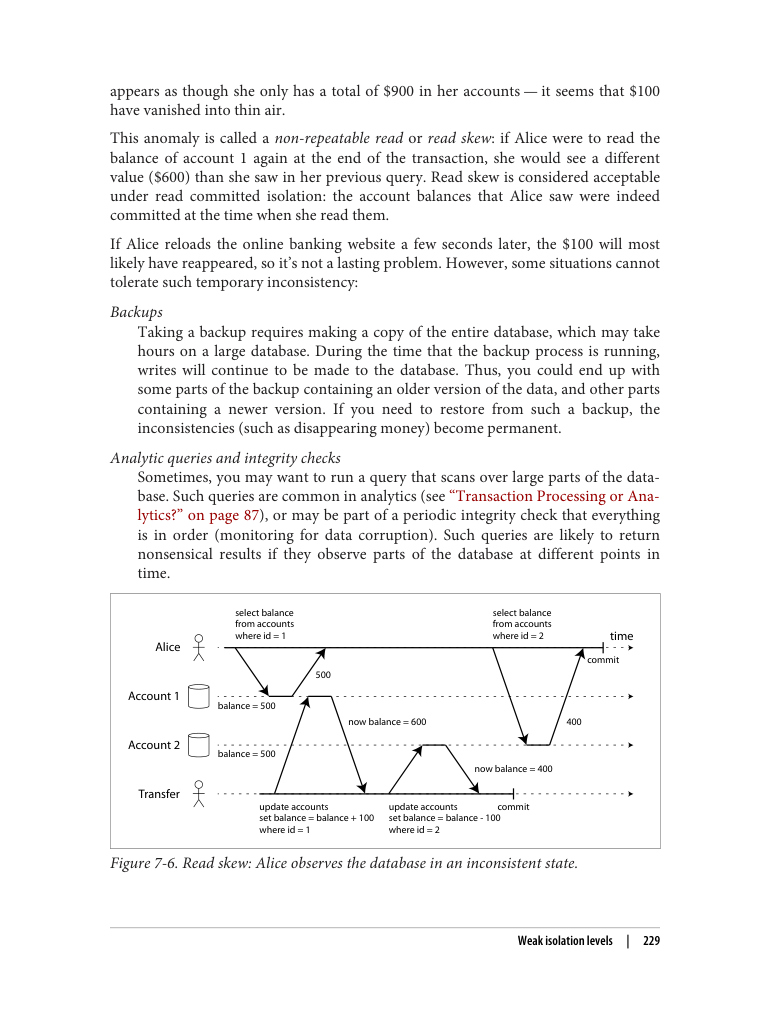 appears as though she only has a total of $900 in her accounts — it seems that $100
have vanished into thin air.
This anomaly is called a non-repeatable read or read skew: if Alice were to read the
balance of account 1 again at the end of the transaction, she would see a different
value ($600) than she saw in her previous query. Read skew is considered acceptable
under read committed isolation: the account balances that Alice saw were indeed
committed at the time when she read them.
If Alice reloads the online banking website a few seconds later, the $100 will most
likely have reappeared, so it’s not a lasting problem. However, some situations cannot
tolerate such temporary inconsistency:
Backups
Taking a backup requires making a copy of the entire database, which may take
hours on a large database. During the time that the backup process is running,
writes will continue to be made to the database. Thus, you could end up with
some parts of the backup containing an older version of the data, and other parts
containing a newer version. If you need to restore from such a backup, the
inconsistencies (such as disappearing money) become permanent.
Analytic queries and integrity checks
Sometimes, you may want to run a query that scans over large parts of the data-
base. Such queries are common in analytics (see “Transaction Processing or Ana-
lytics?” on page 87), or may be part of a periodic integrity check that everything
is in order (monitoring for data corruption). Such queries are likely to return
nonsensical results if they observe parts of the database at different points in
time.
select balance
from accounts
where id = 1
select balance
from accounts
where id = 2
time
Alice
commit
500
Account 1
balance = 500
now balance = 600
400
Account 2
balance = 500
now balance = 400
Transfer
update accounts
set balance = balance + 100
where id = 1
update accounts
set balance = balance - 100
where id = 2
commit
Figure 7-6. Read skew: Alice observes the database in an inconsistent state.
Weak isolation levels | 229